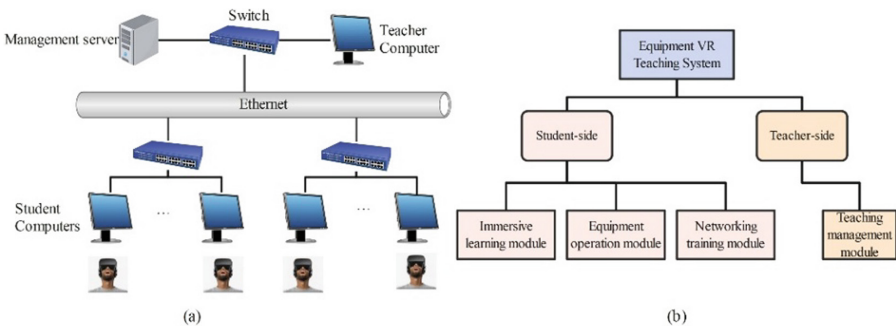 Switch
Management server
Teacher
Computer
Ethernet
Student
Computers
...
...
(a)
Equipment VR
Teaching System
Student-side
Teacher-side
Immersive
learning module
Equipment
operation module
Networking
training module
Teaching
management
module
(b)